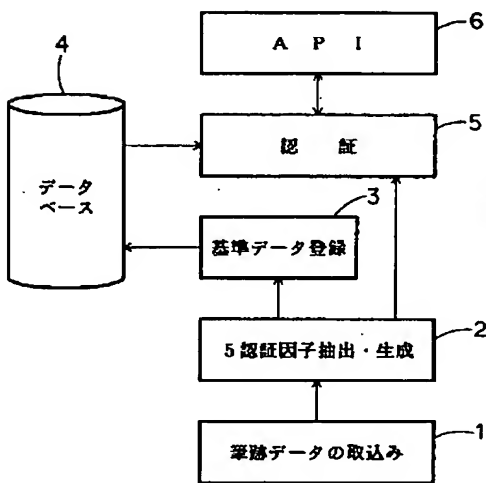 6
A P I
4
5
認 証
データ
ベース
3
基準データ登録
2
5認証因子抽出・生成
1
筆跡データの取込み